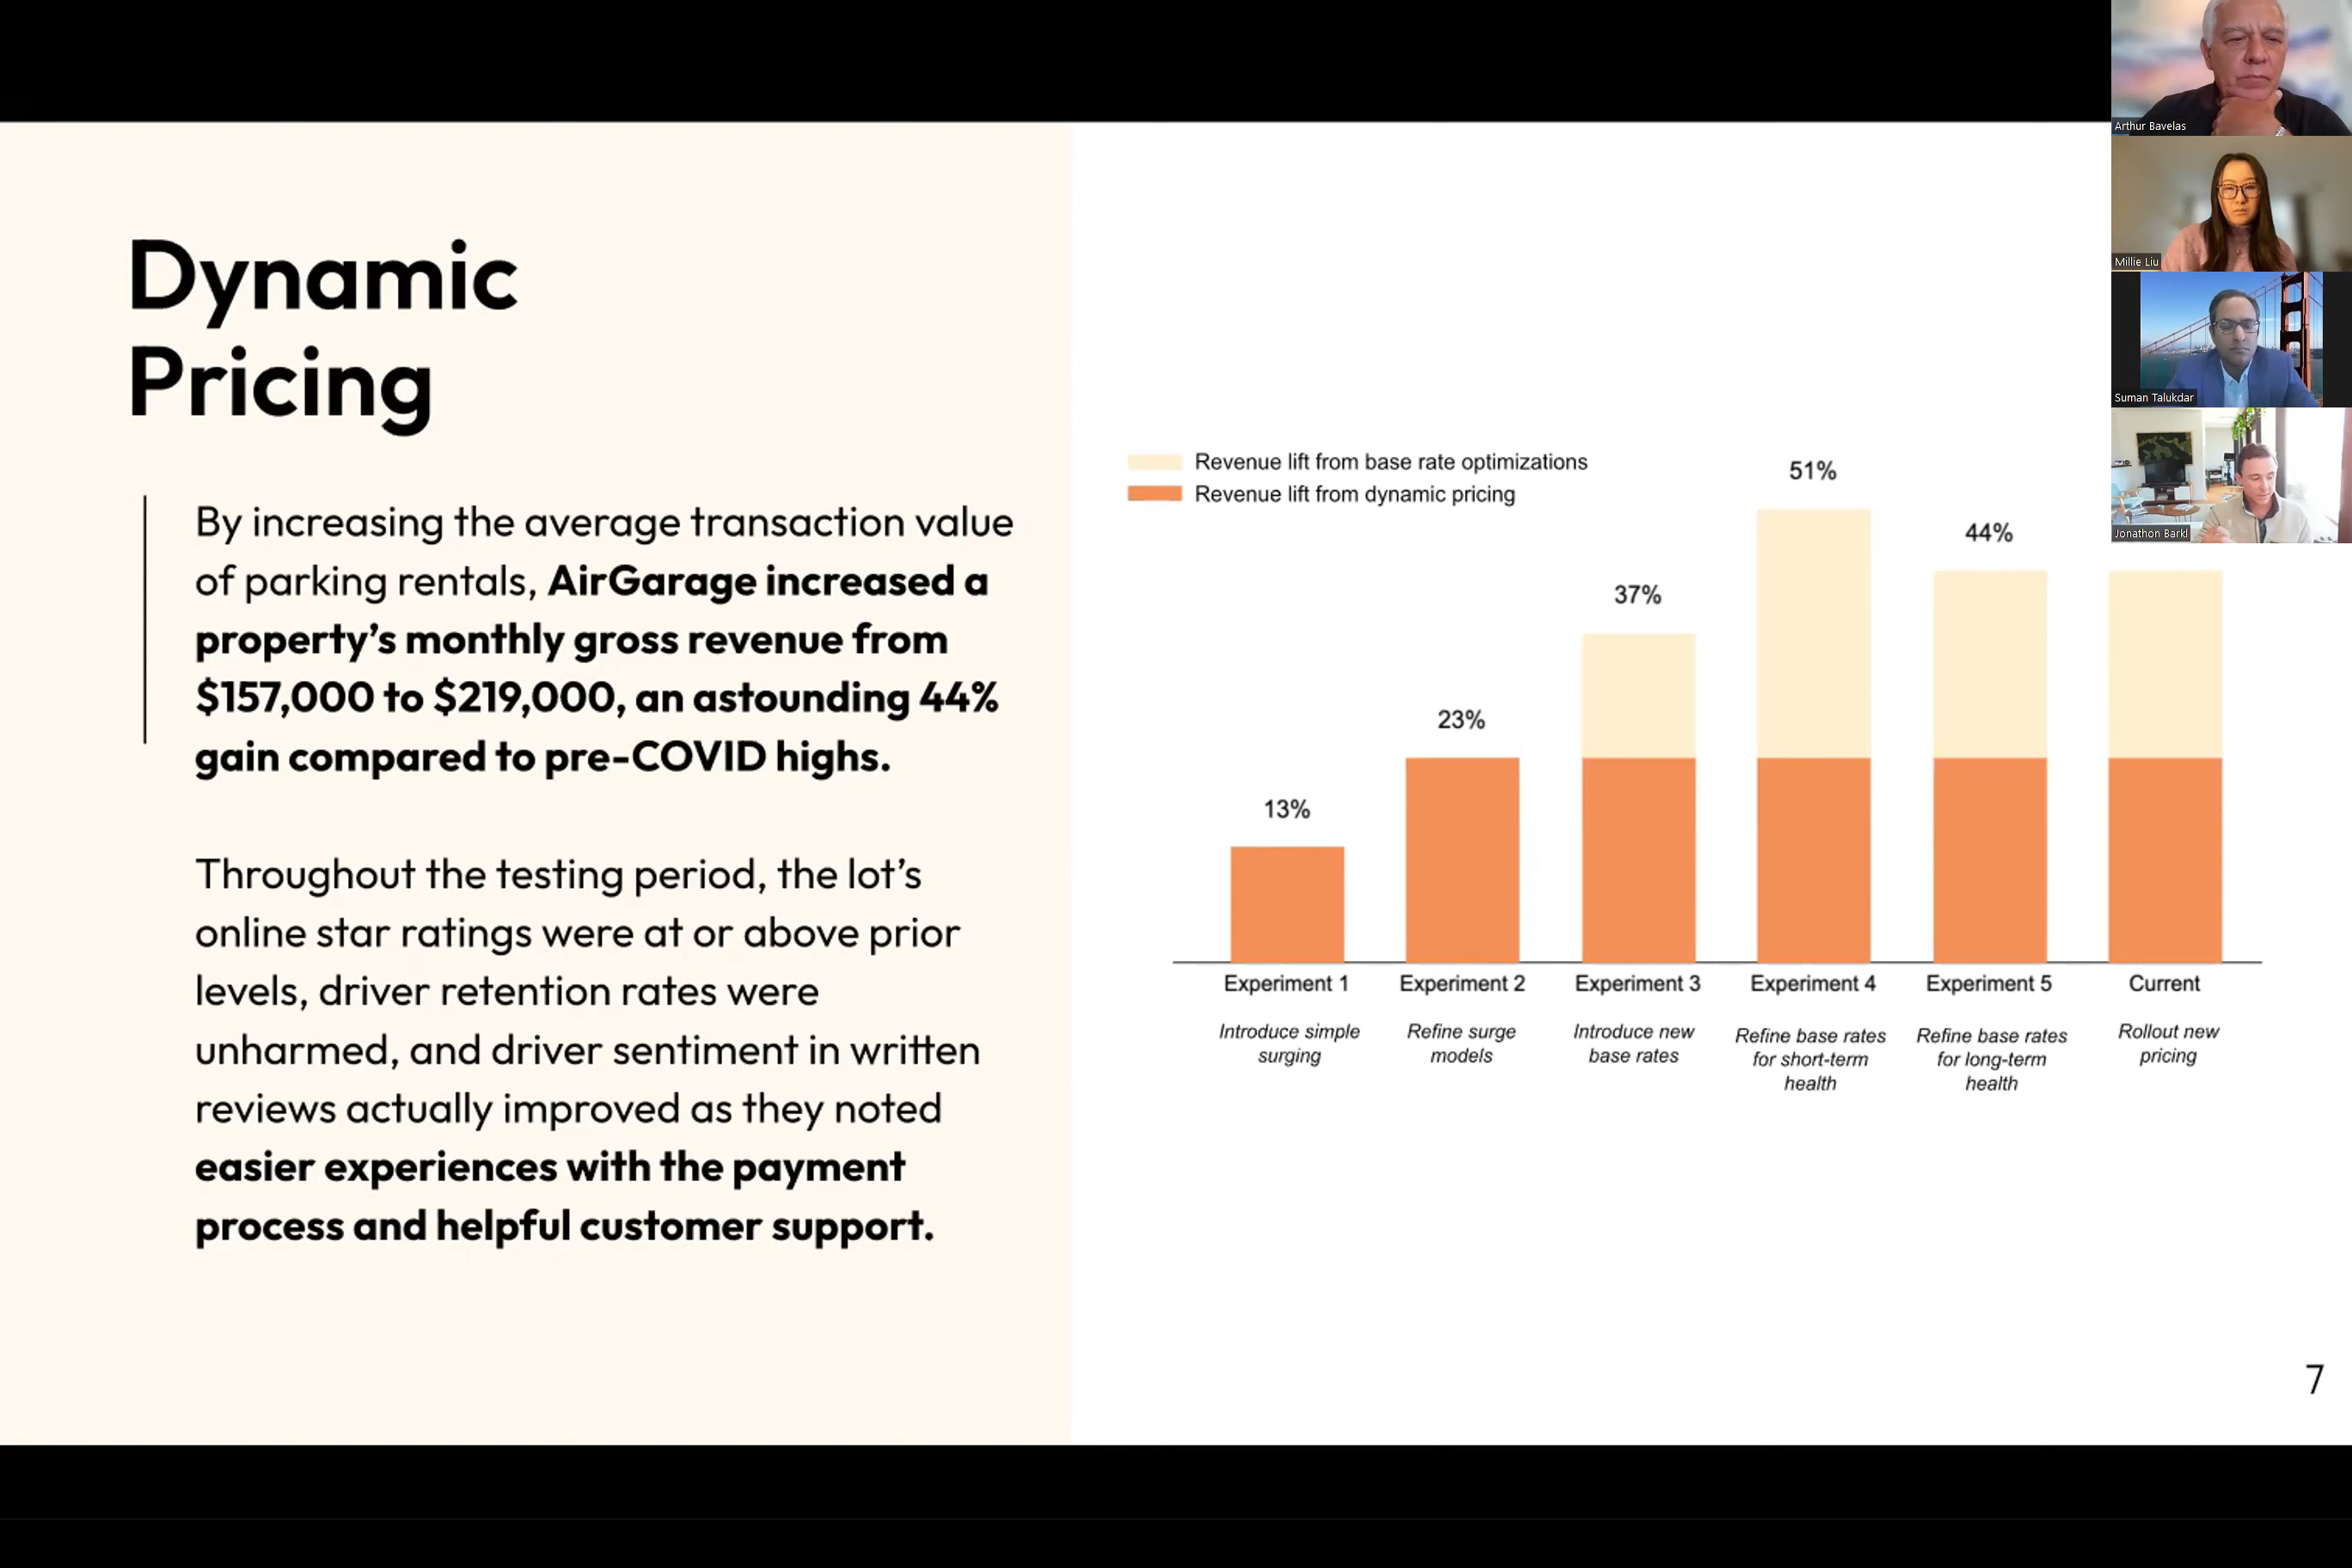 Dynamic
Pricing
By increasing the average transaction value
of parking rentals, AirGarage increased a
property’s monthly gross revenue from
$157,000 to $219,000, an astounding 44%
gain compared to pre-COVID highs.
Throughout the testing period, the lot’s
online star ratings were at or above prior
levels, driver retention rates were
unharmed, and driver sentiment in written
reviews actually improved as they noted
easier experiences with the payment
process and helpful customer support.
Revenue lift from base rate optimizations
Revenue lift from dynamic pricing
13%
23%
37%
51%
44%
Experiment 1
Experiment 2
Experiment 3
Experiment 4
Experiment 5
Current
Introduce simple
surging
Refine surge
models
Introduce new
base rates
Refine base rates
for short-term
health
Refine base rates
for long-term
health
Rollout new
pricing
7
Arthur Bavelas
Millie Liu
Suman Talukdar
Jonathon Barkl